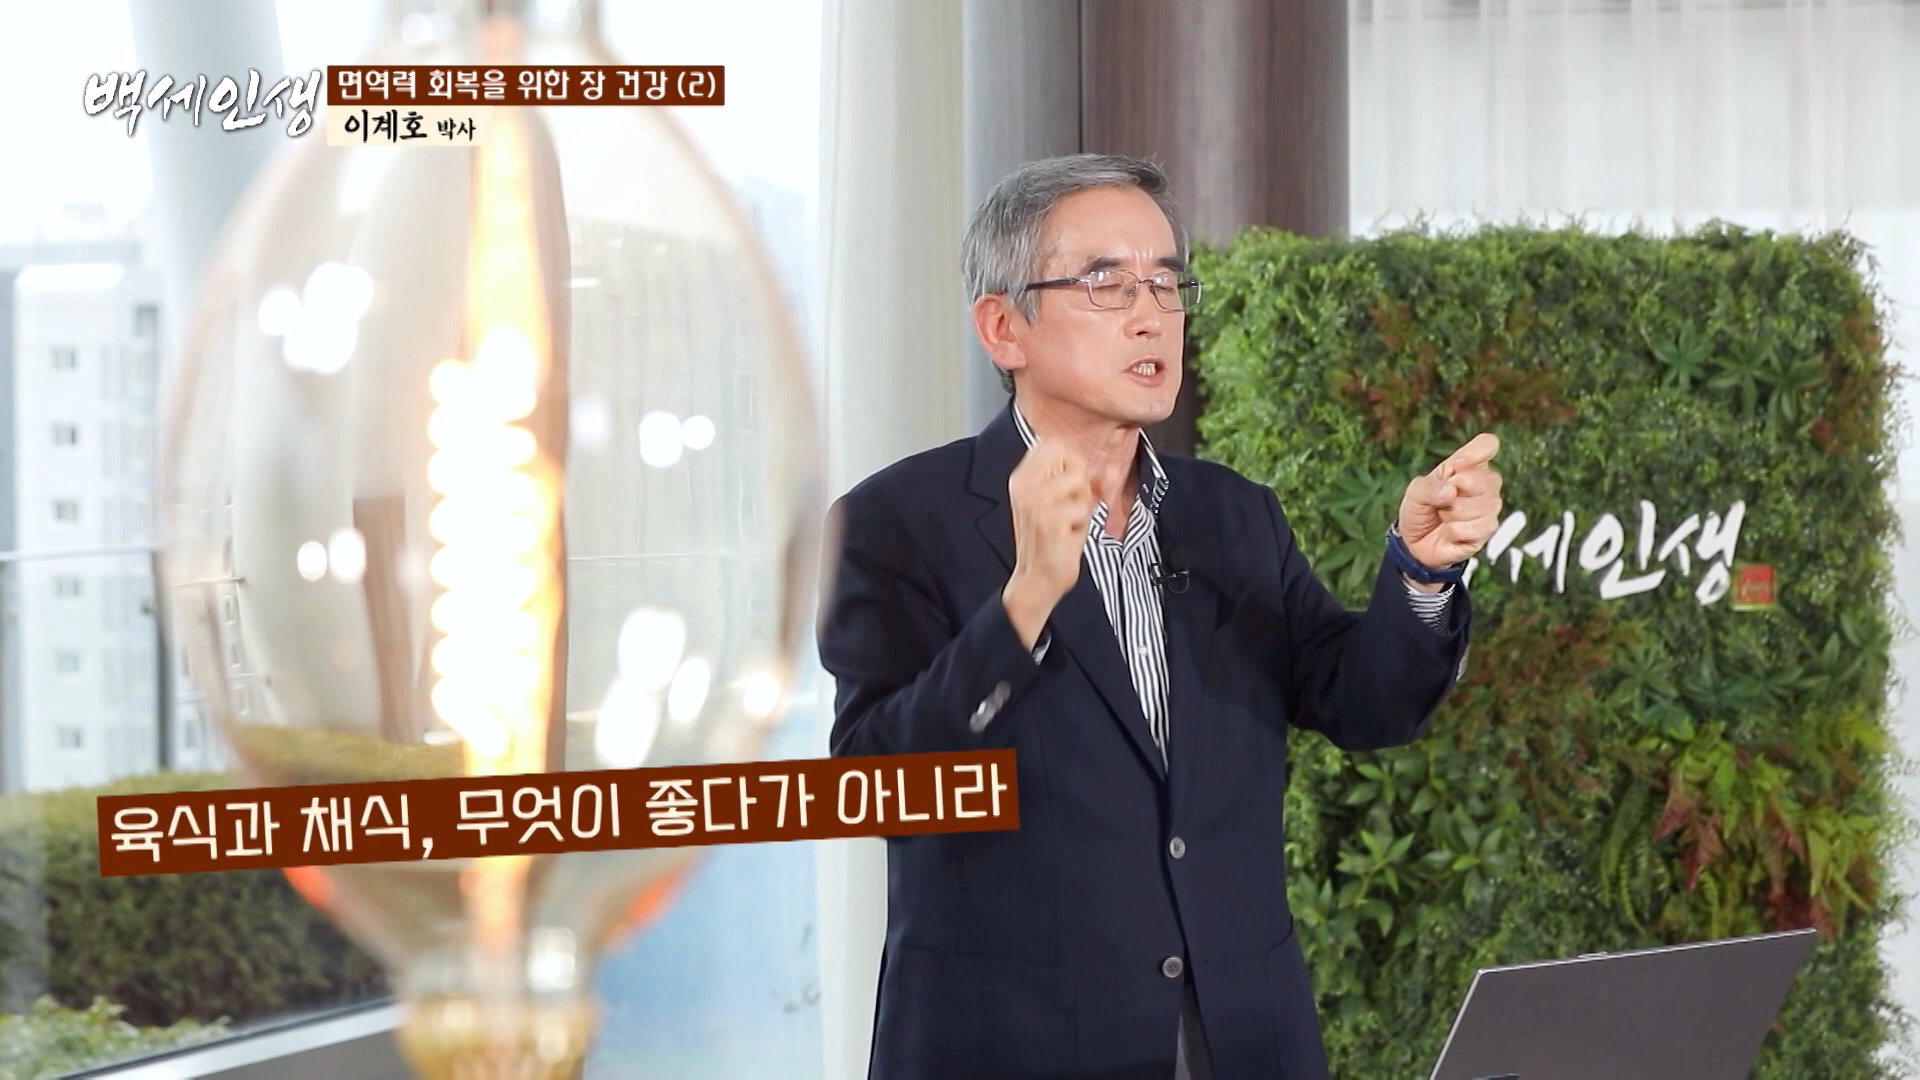 백세인생
면역력 회복을 위한 장 건강 (2)
이계호 박사
세인생
육식과 채식, 무엇이 좋다가 아니라